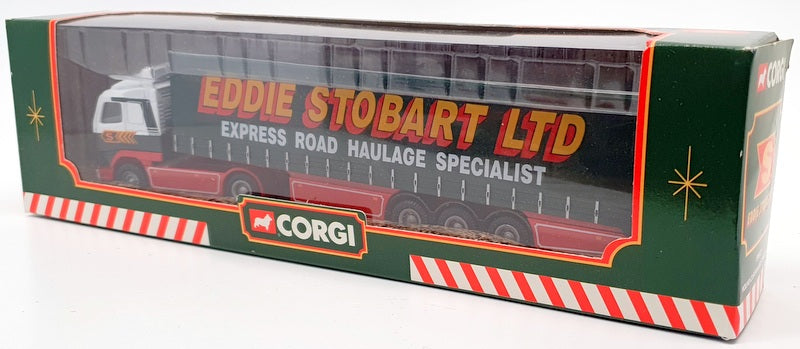 EDDIE STOBART LTD
EXPRESS ROAD HAULAGE SPECIALIST
S
CORGI
CORGI
S